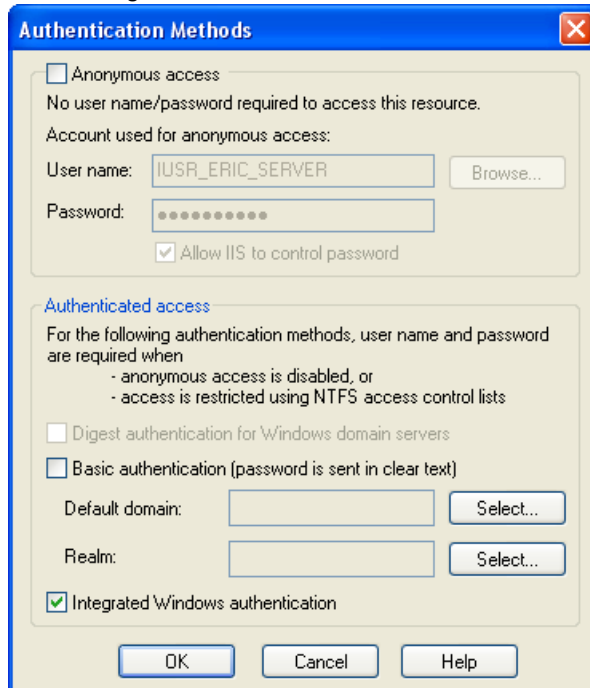 Authentication Methods
Anonymous access
No user name/password required to access this resource.
Account used for anonymous access:
User name: IUSR_ERIC_SERVER Browse...
Password: ●●●●●●●●●●
Allow IIS to control password
Authenticated access
For the following authentication methods, user name and password
are required when
- anonymous access is disabled, or
- access is restricted using NTFS access control lists
Digest authentication for Windows domain servers
Basic authentication (password is sent in clear text)
Default domain: Select...
Realm: Select...
Integrated Windows authentication
OK Cancel Help